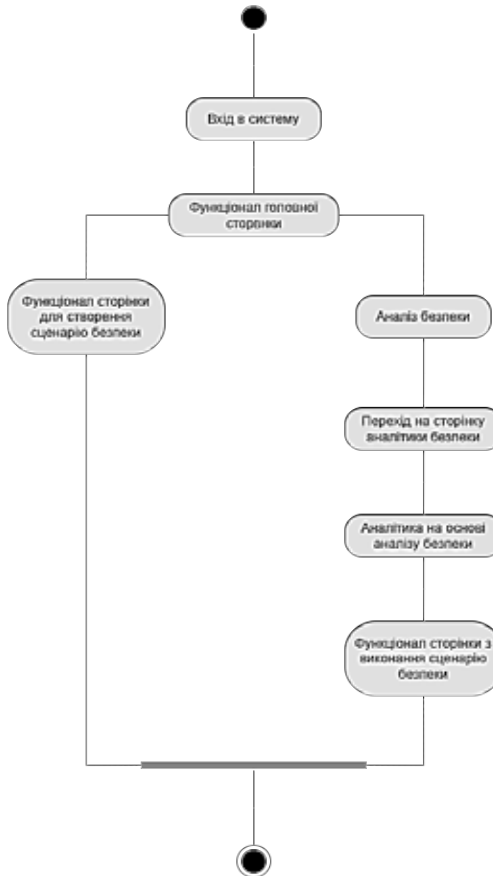 Вхід в систему
Функціонал головної
сторвнки
Функціонал сторінки
для створення
сценарію безпеки
Аналіз безпеки
Перехід на сторінку
аналітики безпеки
Аналітика на основі
аналізу безпеки
Функціонал сторінки з
виконання сценарію
безпеки